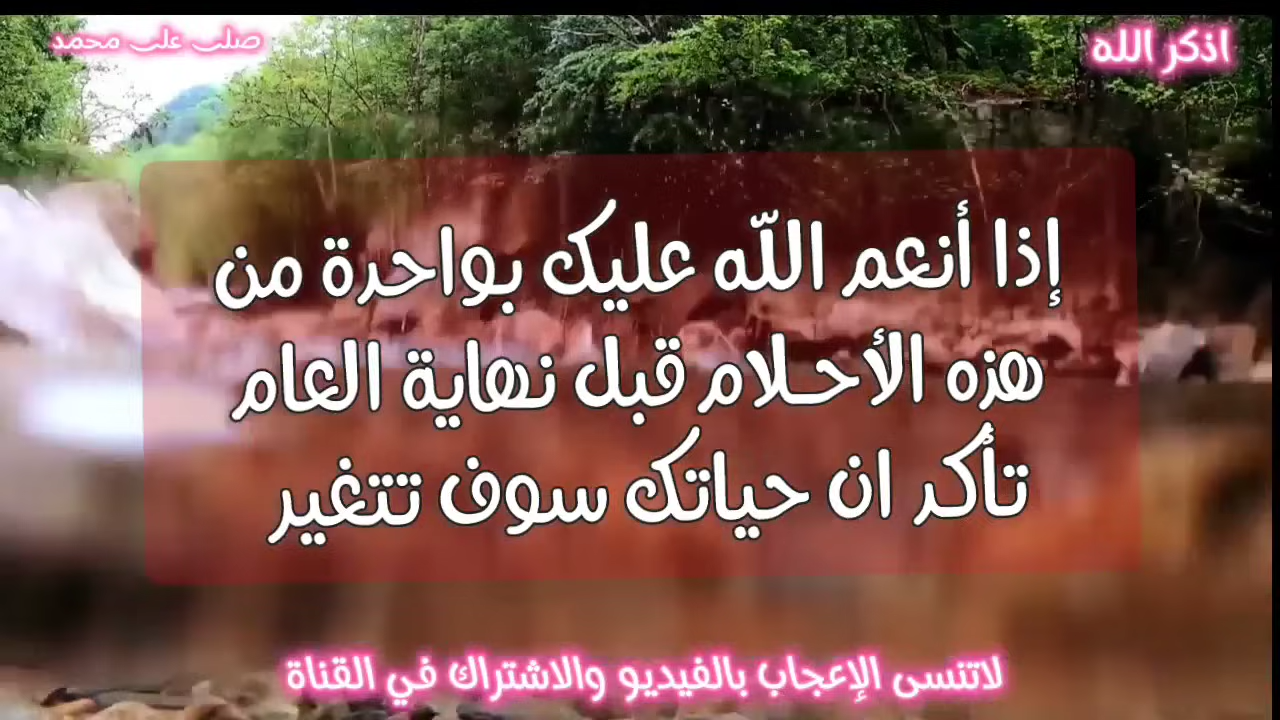 اذكر الله
صلى على محمد
إذا أنعم اللّه عليك بواحدة من
هذه الأحلام قبل نهاية العام
تأكد ان حياتك سوف تتغير
لاتنسى الإعجاب بالفيديو والاشتراك في القناة